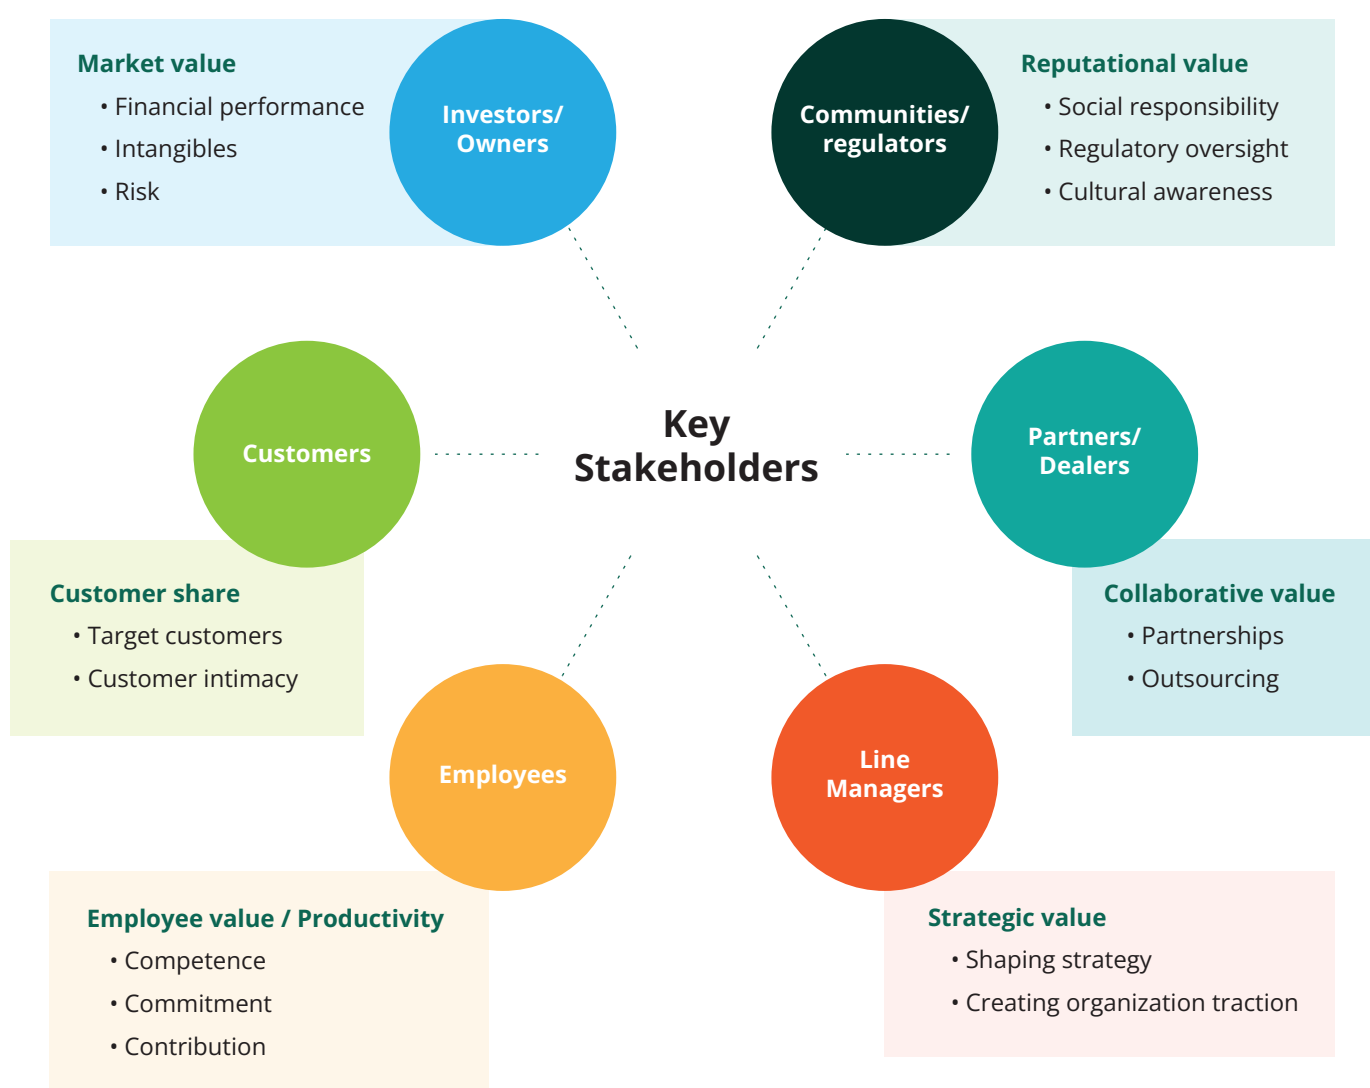 Market value
• Financial performance
• Intangibles
• Risk
Investors/
Owners
Communities/
regulators
Reputational value
• Social responsibility
• Regulatory oversight
• Cultural awareness
Customers
Key
Stakeholders
Partners/
Dealers
Customer share
• Target customers
• Customer intimacy
Collaborative value
• Partnerships
• Outsourcing
Employees
Line
Managers
Employee value / Productivity
• Competence
• Commitment
• Contribution
Strategic value
• Shaping strategy
• Creating organization traction